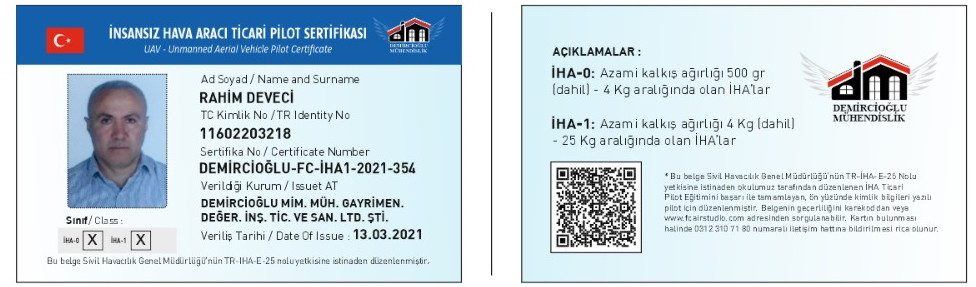 İNSANSIZ HAVA ARACI TİCARİ PİLOT SERTİFİKASI
UAV - Unmanned Aerial Vehicle Pilot Certificate
DEMİRCİOĞLU
MÜHENDİSLİK
Ad Soyad / Name and Surname
RAHİM DEVECİ
TC Kimlik No / TR Identity No
11602203218
Sertifika No / Certificate Number
DEMİRCİOĞLU-FC-İHA1-2021-354
Verildiği Kurum / Issuet AT
DEMİRCİOĞLU MİM. MÜH. GAYRİMEN.
DEĞER. İNŞ. TİC. VE SAN. LTD. ŞTİ.
Veriliş Tarihi / Date Of Issue : 13.03.2021
Sınıf/ Class :
İHA-0 X İHA-1 X
Bu belge Sivil Havacılık Genel Müdürlüğü'nün TR-IHA-E-25 nolu yetkisine istinaden düzenlenmiştir.
AÇIKLAMALAR :
İHA-0: Azami kalkış ağırlığı 500 gr
(dahil) - 4 Kg aralığında olan İHA'lar
İHA-1: Azami kalkış ağırlığı 4 Kg (dahil)
- 25 Kg aralığında olan İHA'lar
DEMİRCİOĞLU
MÜHENDİSLİK
* Bu belge Sivil Havacılık Genel Müdürlüğü'nün TR-İHA-E-25 Nolu
yetkisine istinaden okulumuz tarafından düzenlenen İHA Ticari
Pilot Eğitimini başarı ile tamamlayan, ön yüzünde kimlik bilgileri yazılı
pilot için düzenlenmiştir. Belgenin geçerliliğini karekoddan veya
www.fcairstudio.com adresinden sorgulanabilir. Kartın bulunması
halinde 0312 310 71 80 numaralı iletişim hattına bildirilmesi rica olunur.